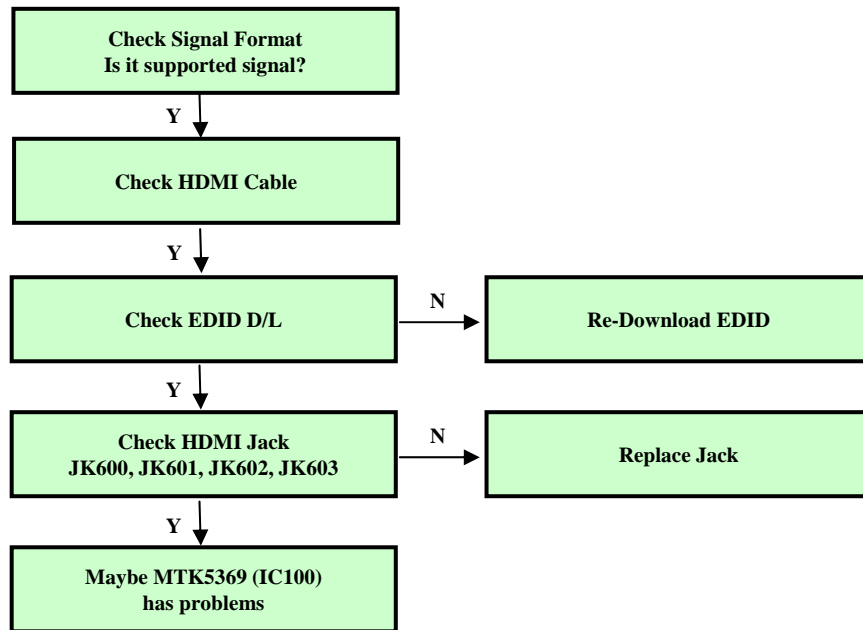 Check Signal Format
Is it supported signal?
Y
Check HDMI Cable
Y
Check EDID D/L
N
Re-Download EDID
Y
Check HDMI Jack
JK600, JK601, JK602, JK603
N
Replace Jack
Y
Maybe MTK5369 (IC100)
has problems